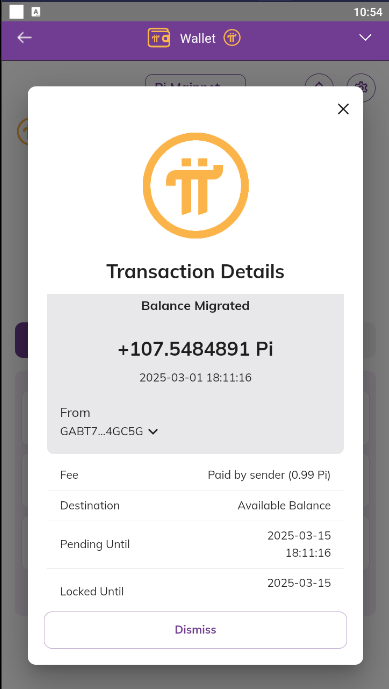 A
10:54
Wallet
Pi Mainnet
Transaction Details
Balance Migrated
+107.5484891 Pi
2025-03-01 18:11:16
From
GABT7...4GC5G
Fee
Paid by sender (0.99 Pi)
Destination
Available Balance
Pending Until
2025-03-15
18:11:16
Locked Until
2025-03-15
Dismiss